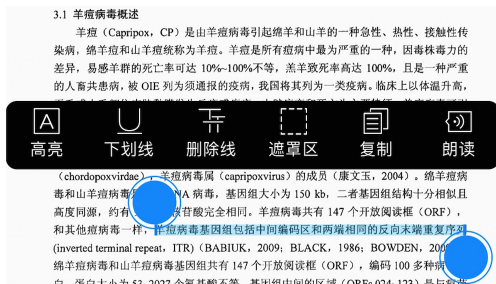 3.1 羊痘病毒概述
羊痘（Capripox，CP）是由羊痘病毒引起绵羊和山羊的一种急性、热性、接触性传
染病，绵羊痘和山羊痘统称为羊痘。羊痘是所有痘病中最为严重的一种，因毒株毒力的
差异，易感羊群的死亡率可达 10%~100%不等，羔羊致死率高达 100%，且是一种严重
的人畜共患病，被 OIE 列为须通报的疫病，我国将其列为一类疫病。临床上以体温升高，
高亮 下划线 删除线 遮罩区 复制 朗读
（chordopoxvirdae），羊痘病毒属（capripoxvirus）的成员（康文玉，2004）。绵羊痘病
毒和山羊痘病毒 NA 病毒，基因组大小为 150 kb，二者基因组结构十分相似且
高度同源，约有 核苷酸完全相同。羊痘病毒共有 147 个开放阅读框（ORF），
和其他痘病毒一样，羊痘病毒基因组包括中间编码区和两端相同的反向末端重复序列
(inverted terminal repeat，ITR) (BABIUK，2009；BLACK，1986；BOWDEN，200
绵羊痘病毒和山羊痘病毒基因组共有 147 个开放阅读框（ORF），编码 100 多种病